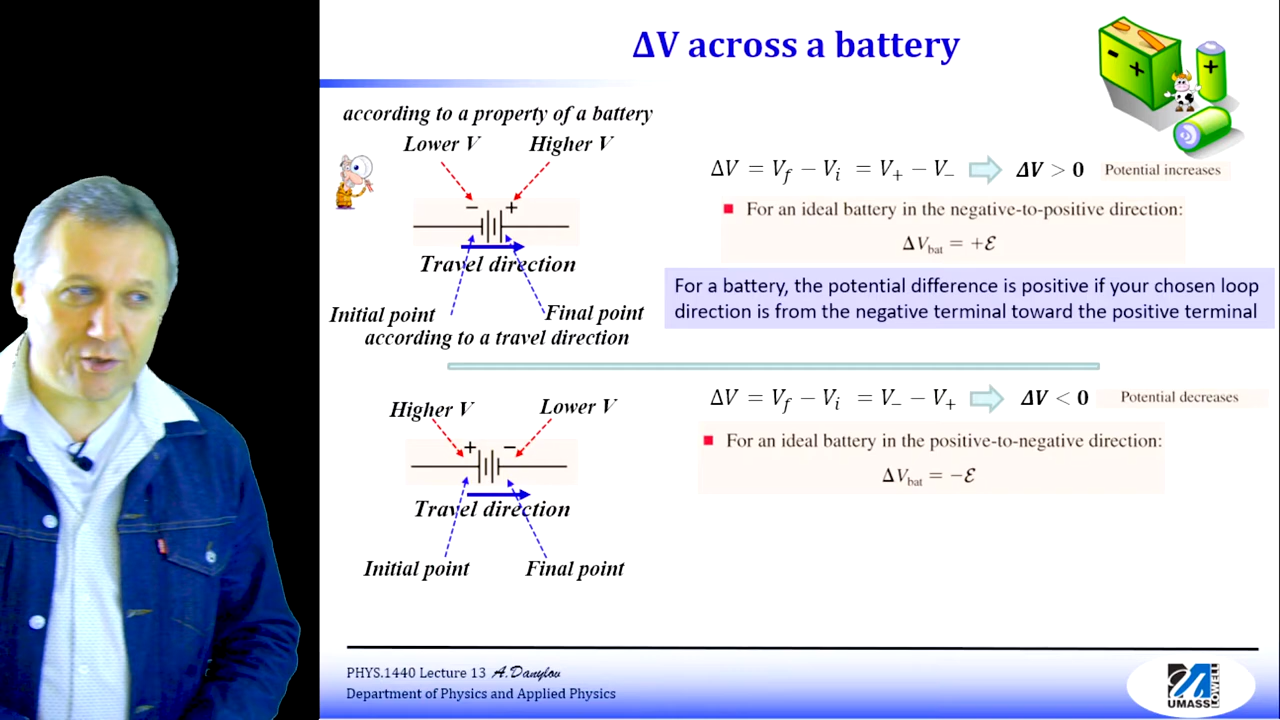 ΔV across a battery
according to a property of a battery
Lower V
Higher V
− +
Travel direction
Initial point
Final point
according to a travel direction
ΔV = V_f − V_i = V_+ − V_−
ΔV > 0
Potential increases
For an ideal battery in the negative-to-positive direction:
ΔV_bat = +ℰ
For a battery, the potential difference is positive if your chosen loop
direction is from the negative terminal toward the positive terminal
Higher V
Lower V
+ −
Travel direction
Initial point
Final point
ΔV = V_f − V_i = V_− − V_+
ΔV < 0
Potential decreases
For an ideal battery in the positive-to-negative direction:
ΔV_bat = −ℰ
- +
+
PHYS.1440 Lecture 13 A.Danylov
Department of Physics and Applied Physics
UMASS
LOWELL